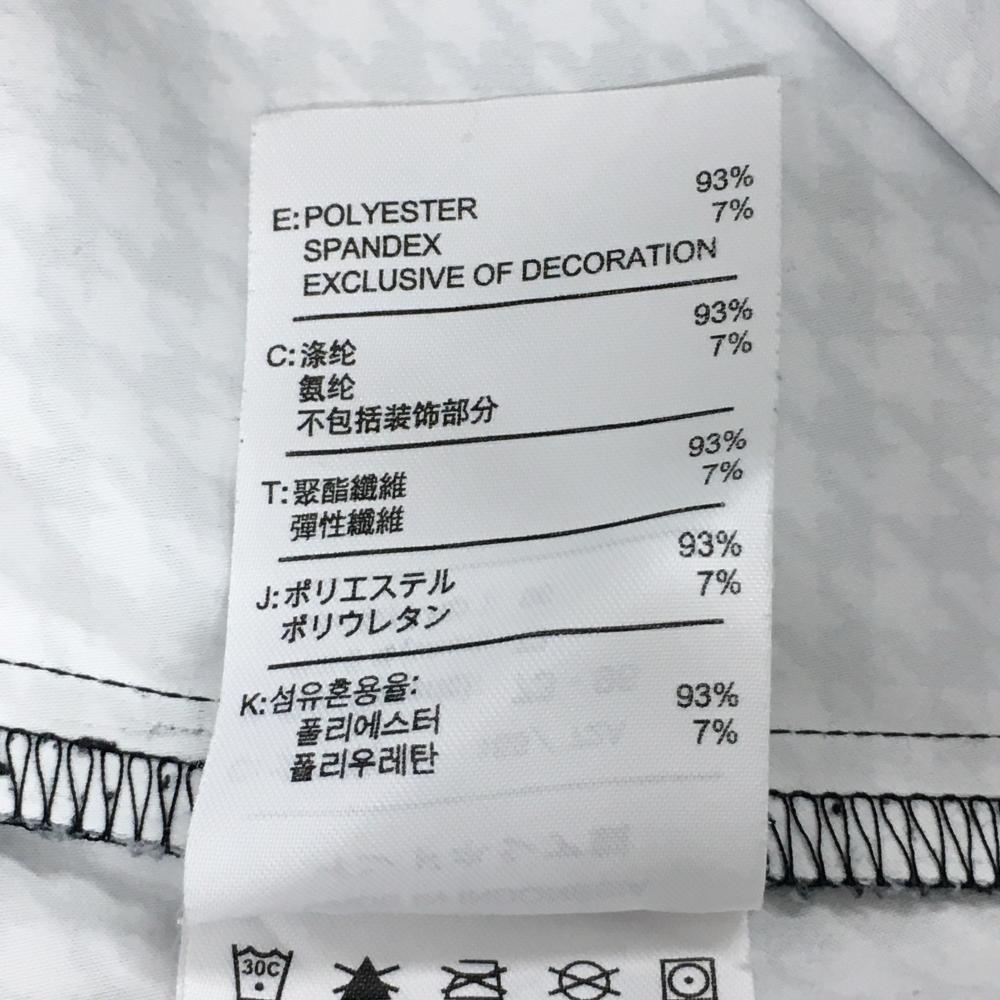 E: POLYESTER 93%
SPANDEX 7%
EXCLUSIVE OF DECORATION
C: 涤纶 93%
氨纶 7%
不包括装饰部分
T: 聚酯纖維 93%
彈性纖維 7%
J: ポリエステル 93%
ポリウレタン 7%
K: 섬유혼용율:
폴리에스터 93%
폴리우레탄 7%
30C